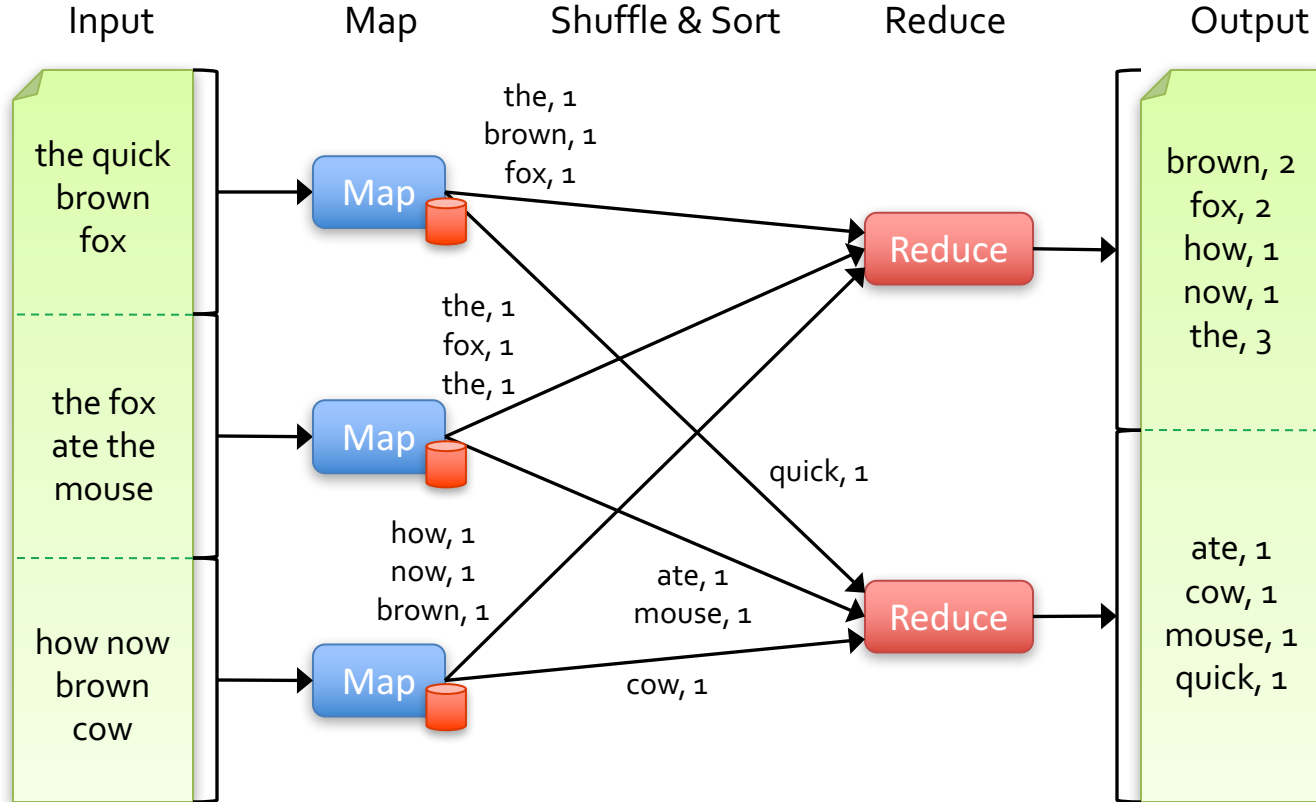 Input
Map
Shuffle & Sort
Reduce
Output
the quick
brown
fox
the fox
ate the
mouse
how now
brown
cow
Map
Map
Map
the, 1
brown, 1
fox, 1
the, 1
fox, 1
the, 1
how, 1
now, 1
brown, 1
quick, 1
ate, 1
mouse, 1
cow, 1
Reduce
Reduce
brown, 2
fox, 2
how, 1
now, 1
the, 3
ate, 1
cow, 1
mouse, 1
quick, 1